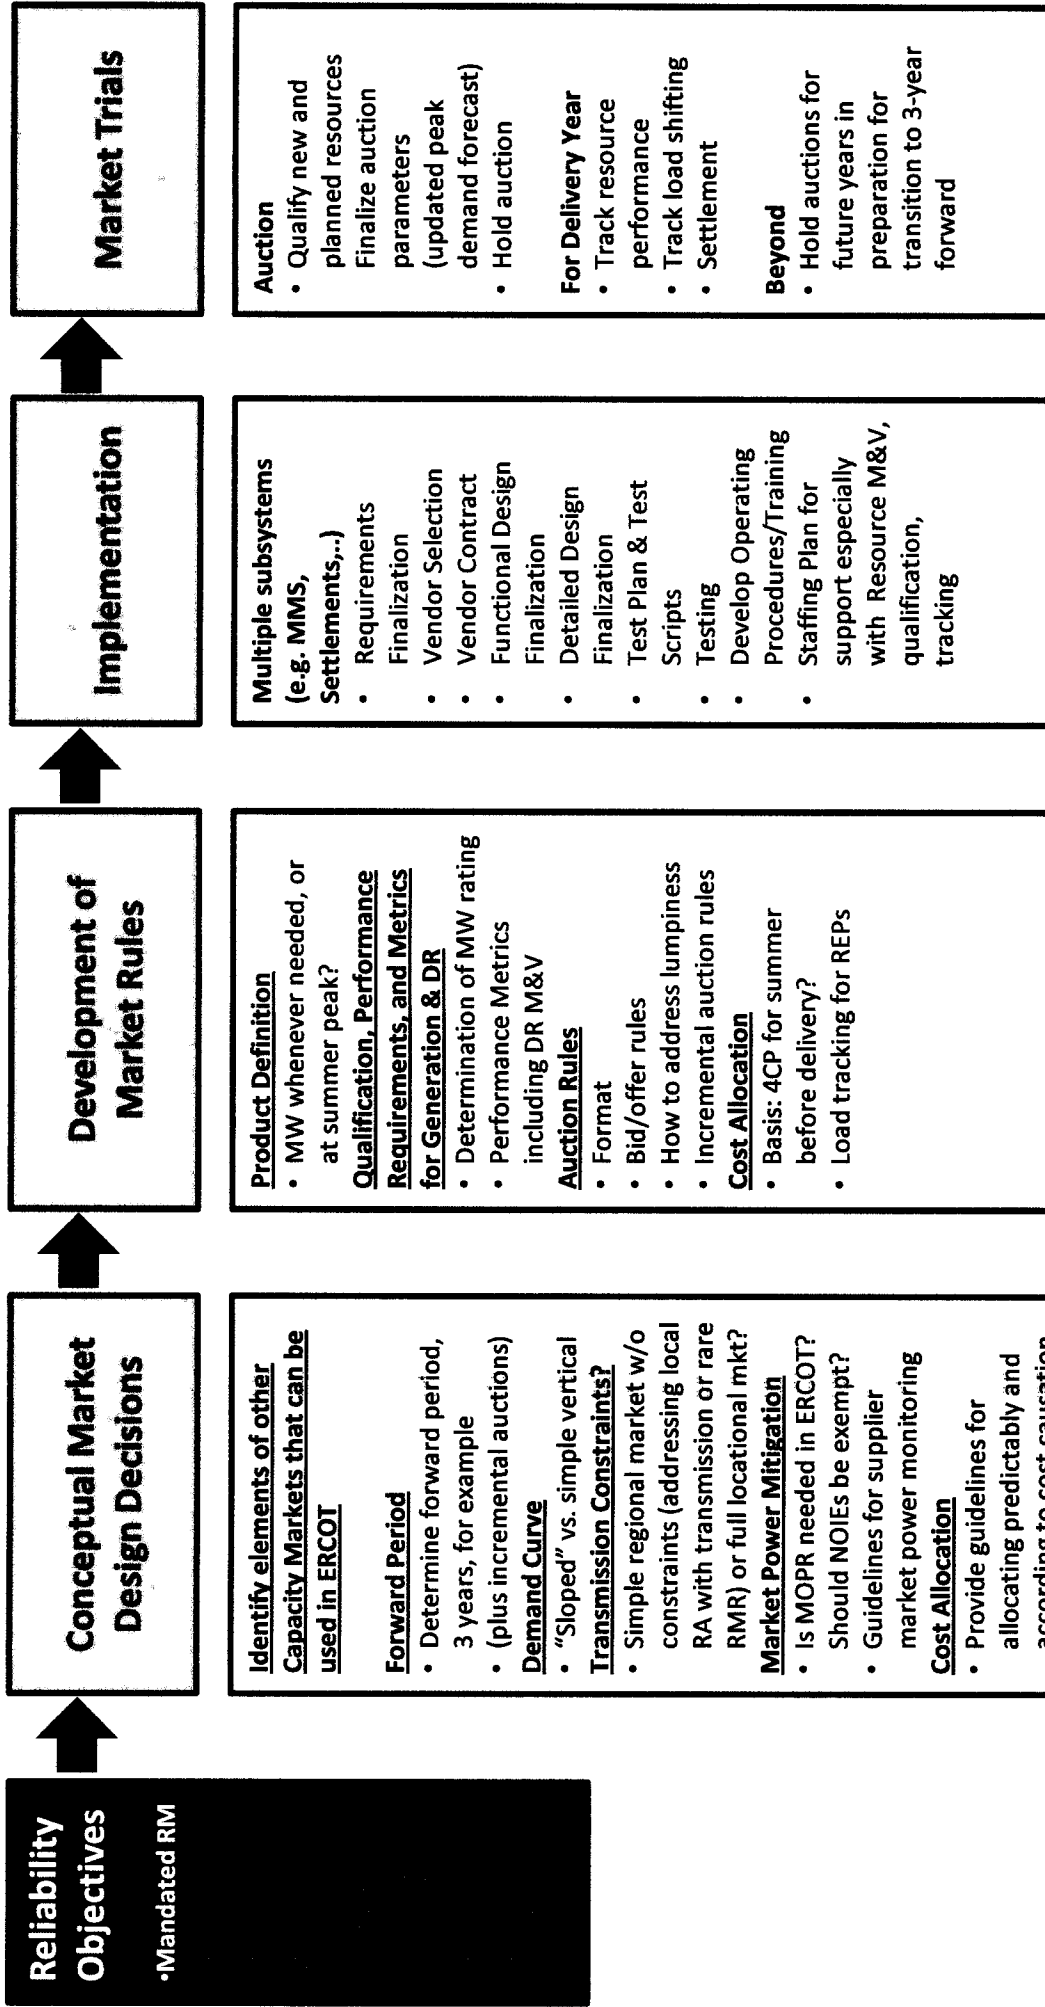 Reliability
Objectives
•Mandated RM
Conceptual Market
Design Decisions
Identify elements of other
Capacity Markets that can be
used in ERCOT
Forward Period
• Determine forward period,
3 years, for example
• (plus incremental auctions)
Demand Curve
• "Sloped" vs. simple vertical
Transmission Constraints?
• Simple regional market w/o
constraints (addressing local
RA with transmission or rare
RMR) or full locational mkt?
Market Power Mitigation
• Is MOPR needed in ERCOT?
Should NOIEs be exempt?
• Guidelines for supplier
market power monitoring
Cost Allocation
• Provide guidelines for
allocating predictably and
according to cost causation
Development of
Market Rules
Product Definition
• MW whenever needed, or
at summer peak?
Qualification, Performance
Requirements, and Metrics
for Generation & DR
• Determination of MW rating
• Performance Metrics
including DR M&V
Auction Rules
• Format
• Bid/offer rules
• How to address lumpiness
• Incremental auction rules
Cost Allocation
• Basis: 4CP for summer
before delivery?
• Load tracking for REPs
Implementation
Multiple subsystems
(e.g. MMS,
Settlements,..)
• Requirements
Finalization
• Vendor Selection
• Vendor Contract
• Functional Design
Finalization
• Detailed Design
Finalization
• Test Plan & Test
Scripts
• Testing
• Develop Operating
Procedures/Training
• Staffing Plan for
support especially
with Resource M&V,
qualification,
tracking
Market Trials
Auction
• Qualify new and
planned resources
• Finalize auction
parameters
(updated peak
demand forecast)
• Hold auction
For Delivery Year
• Track resource
performance
• Track load shifting
• Settlement
Beyond
• Hold auctions for
future years in
preparation for
transition to 3-year
forward